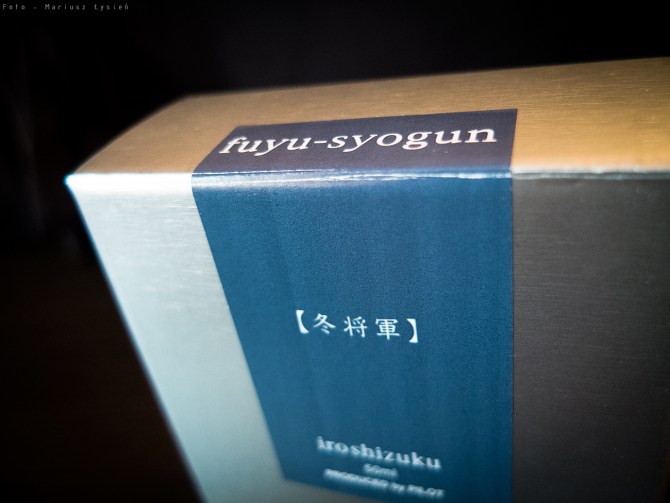 Foto - Mariusz Łysień
fuyu-syogun
【冬将軍】
iroshizuku
50ml
PRODUCED by PILOT